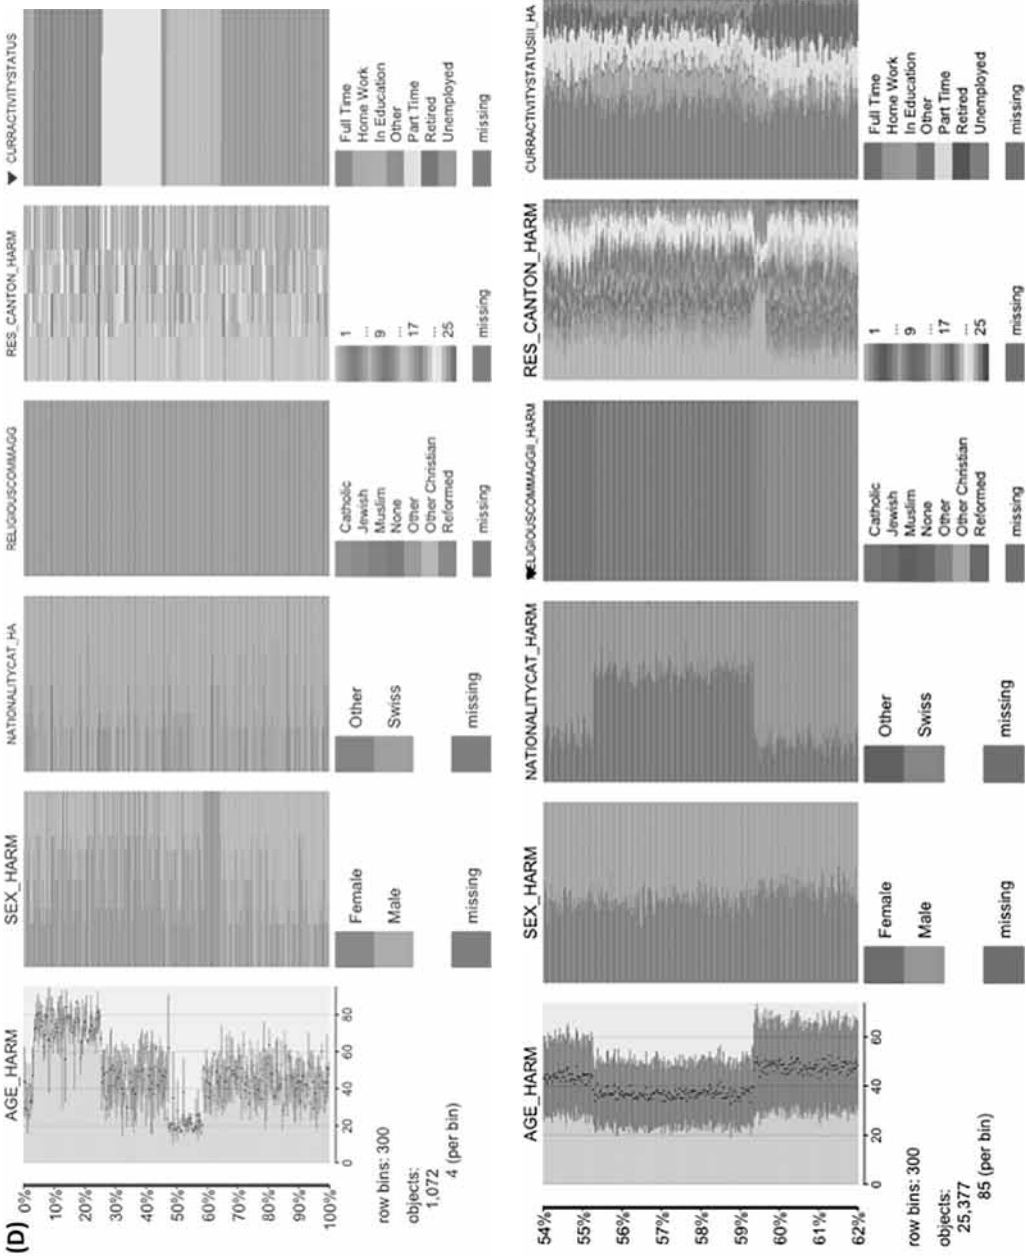 (D)
AGE_HARM
SEX_HARM
NATIONALITYCAT_HA
RELIGIOUSCOMMAGG
RES_CANTON_HARM
CURRACTIVITYSTATUS
0%
10%
20%
30%
40%
50%
60%
70%
80%
90%
100%
0 20 40 60 80
row bins: 300
objects:
1,072
4 (per bin)
Female
Male
missing
Other
Swiss
missing
Catholic
Jewish
Muslim
None
Other
Other Christian
Reformed
missing
1
...
9
...
17
...
25
missing
Full Time
Home Work
In Education
Other
Part Time
Retired
Unemployed
missing
AGE_HARM
SEX_HARM
NATIONALITYCAT_HARM
ELIGIOUSCOMMAGGII_HARM
RES_CANTON_HARM
CURRACTIVITYSTATUSIII_HA
54%
55%
56%
57%
58%
59%
60%
61%
62%
0 20 40 60
row bins: 300
objects:
25,377
85 (per bin)
Female
Male
missing
Other
Swiss
missing
Catholic
Jewish
Muslim
None
Other
Other Christian
Reformed
missing
1
...
9
...
17
...
25
missing
Full Time
Home Work
In Education
Other
Part Time
Retired
Unemployed
missing